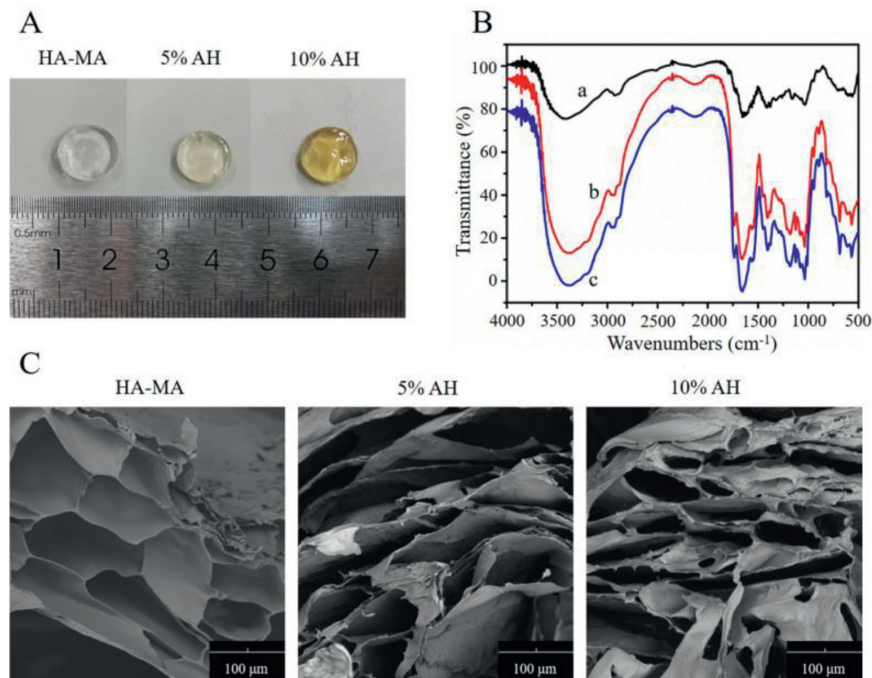 A
HA-MA 5% AH 10% AH
0.5mm
1 2 3 4 5 6 7
mm
B
Transmittance (%)
100
80
60
40
20
0
a
b
c
4000 3500 3000 2500 2000 1500 1000 500
Wavenumbers (cm⁻¹)
C
HA-MA 5% AH 10% AH
100 μm 100 μm 100 μm